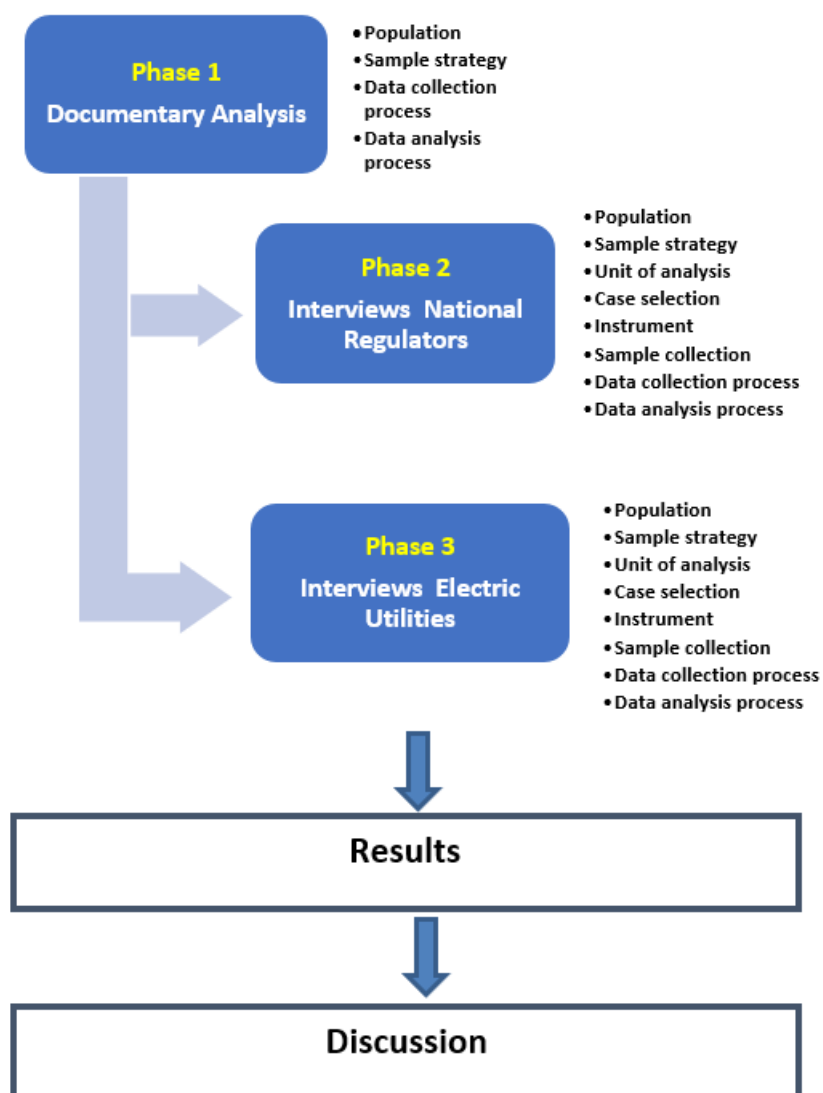 Phase 1
Documentary Analysis
•Population
•Sample strategy
•Data collection
process
•Data analysis
process
Phase 2
Interviews National
Regulators
•Population
•Sample strategy
•Unit of analysis
•Case selection
•Instrument
•Sample collection
•Data collection process
•Data analysis process
Phase 3
Interviews Electric
Utilities
•Population
•Sample strategy
•Unit of analysis
•Case selection
•Instrument
•Sample collection
•Data collection process
•Data analysis process
Results
Discussion